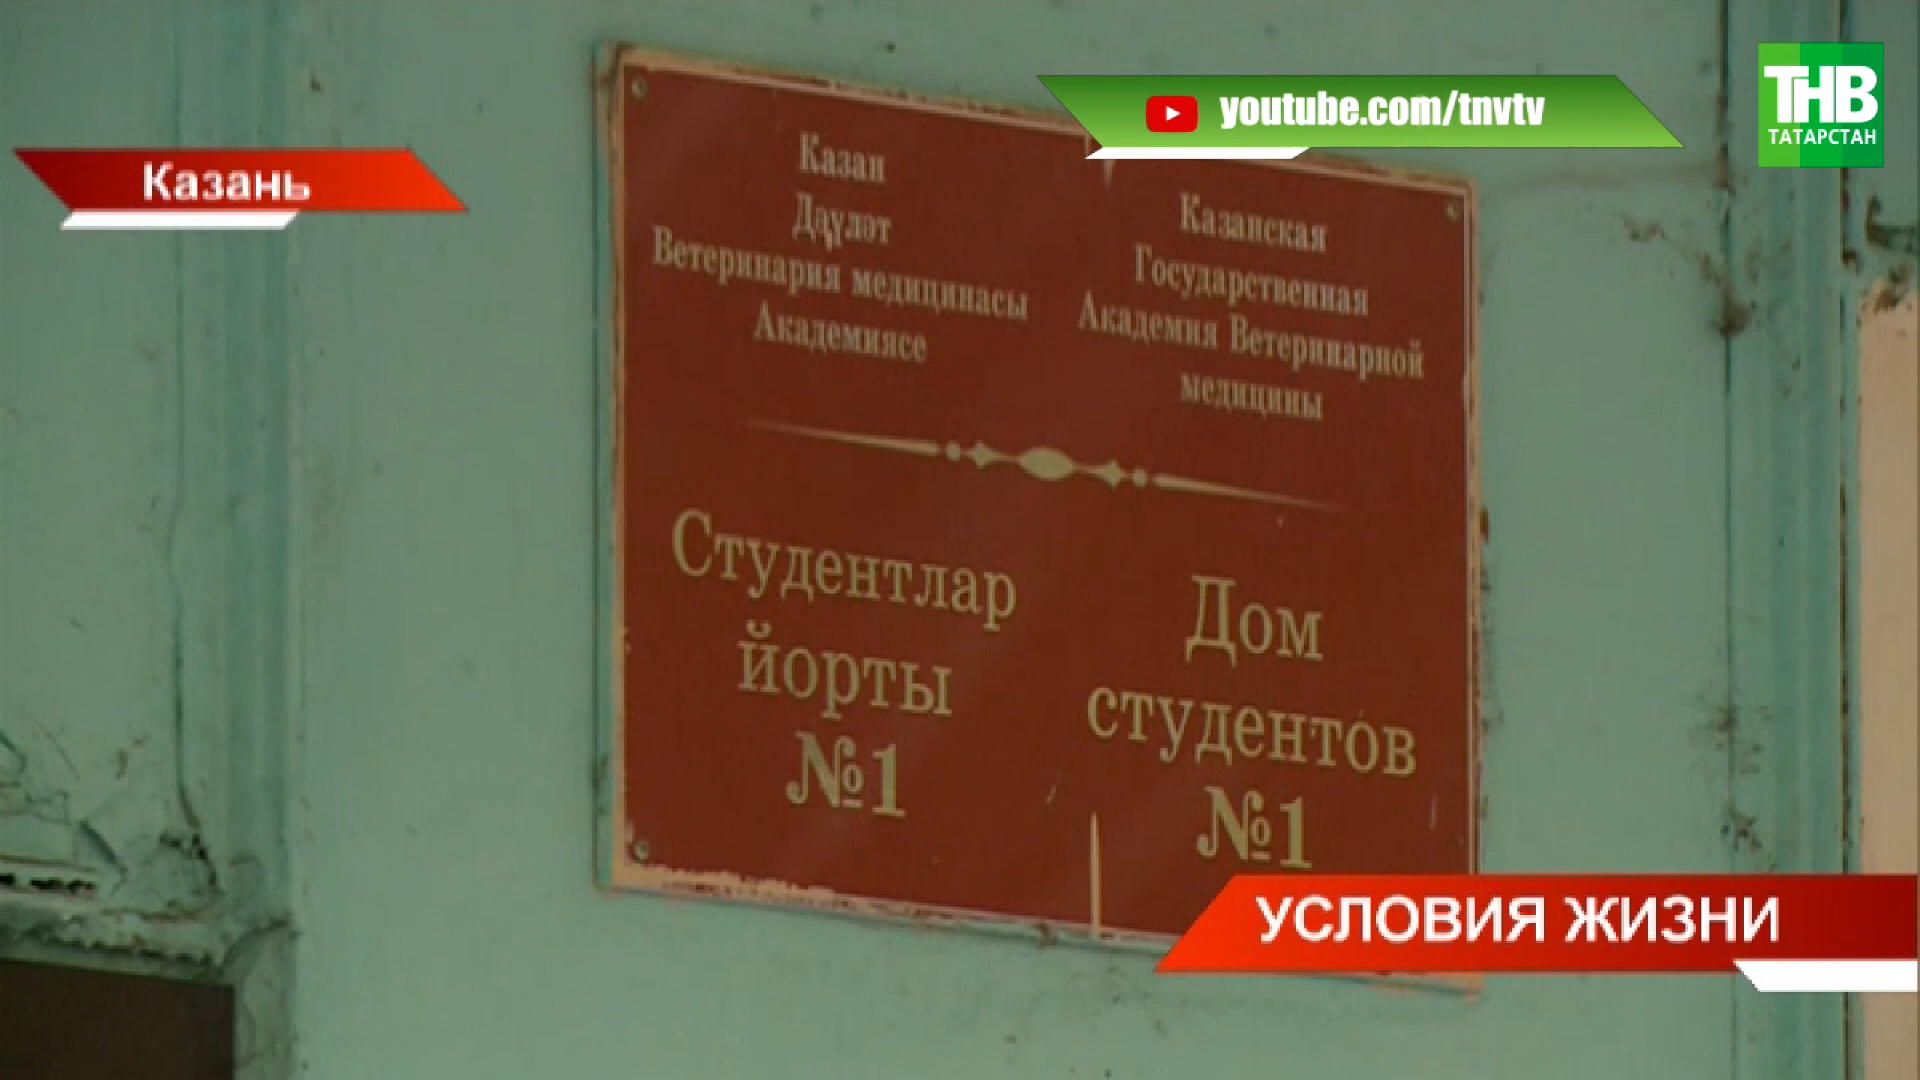 youtube.com/tnvtv
ТНВ
ТАТАРСТАН
Казань
Казан
Дәүләт
Ветеринария медицинасы
Академиясе
Казанская
Государственная
Академия Ветеринарной
медицины
Студентлар
йорты
№1
Дом
студентов
№1
УСЛОВИЯ ЖИЗНИ